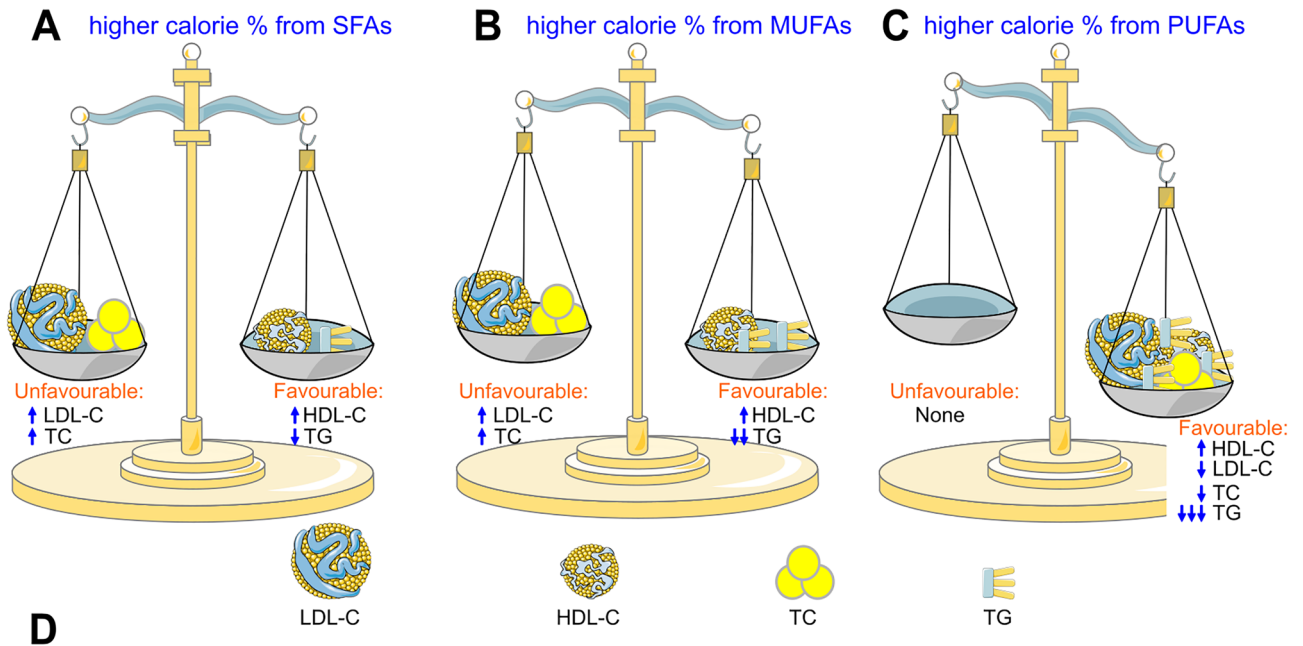 A higher calorie % from SFAs
B higher calorie % from MUFAs
C higher calorie % from PUFAs
Unfavourable:
↑ LDL-C
↑ TC
Favourable:
↑ HDL-C
↓ TG
Unfavourable:
↑ LDL-C
↑ TC
Favourable:
↑ HDL-C
↓↓ TG
Unfavourable:
None
Favourable:
↑ HDL-C
↓ LDL-C
↓ TC
↓↓↓ TG
LDL-C
HDL-C
TC
TG
D